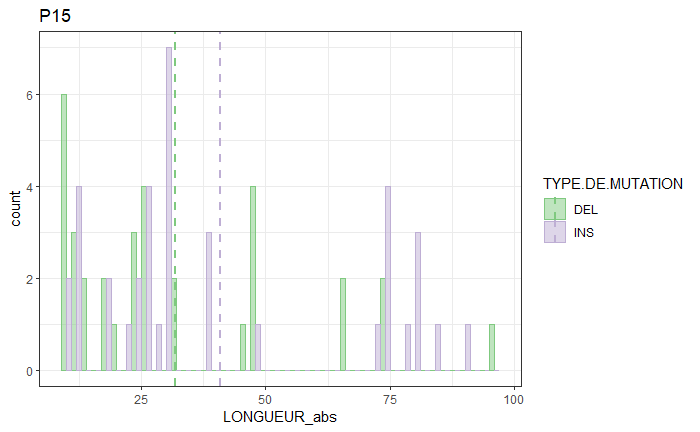 P15
count
6
4
2
0
25
50
75
100
LONGUEUR_abs
TYPE.DE.MUTATION
DEL
INS